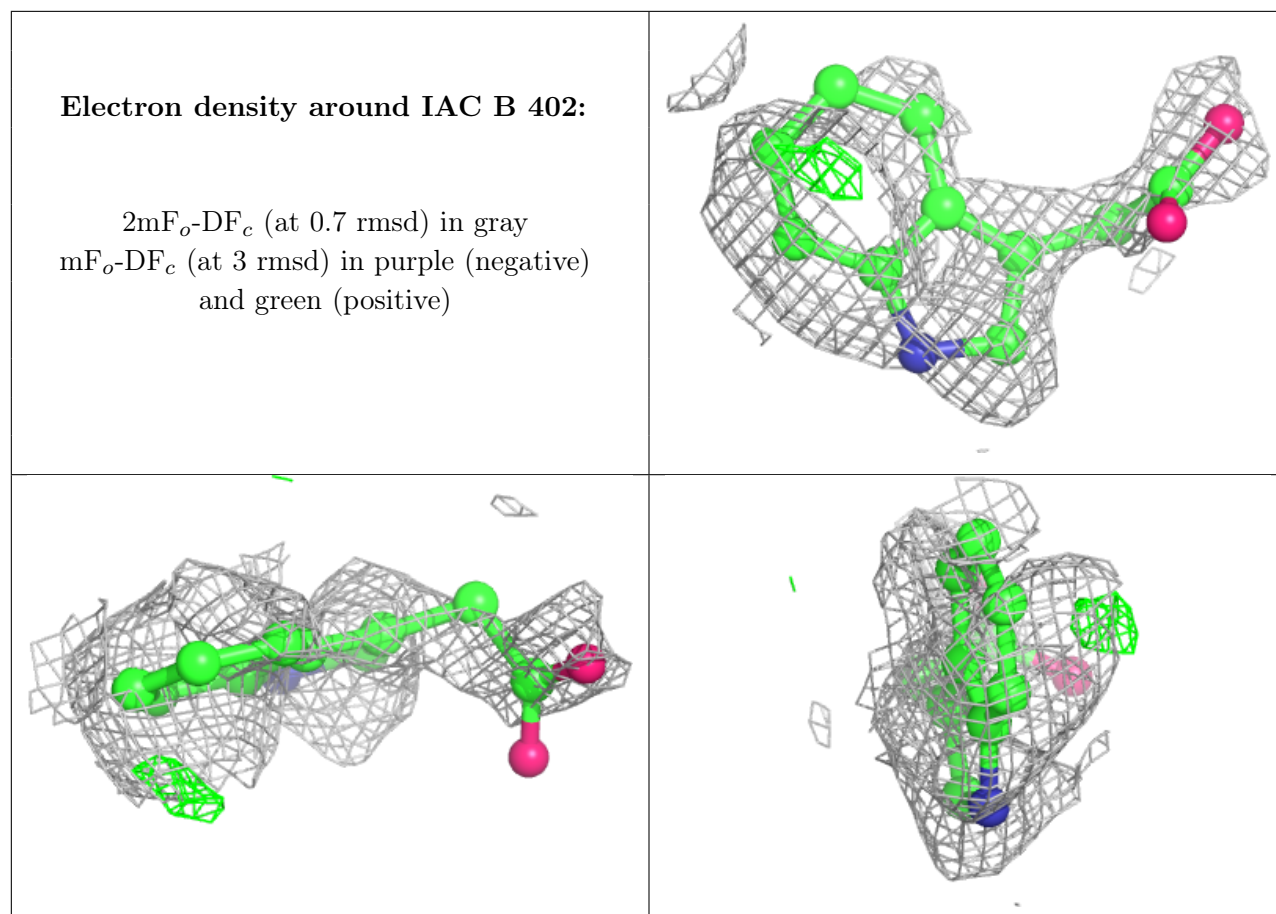 Electron density around IAC B 402:
2mFo-DFc (at 0.7 rmsd) in gray
mFo-DFc (at 3 rmsd) in purple (negative)
and green (positive)